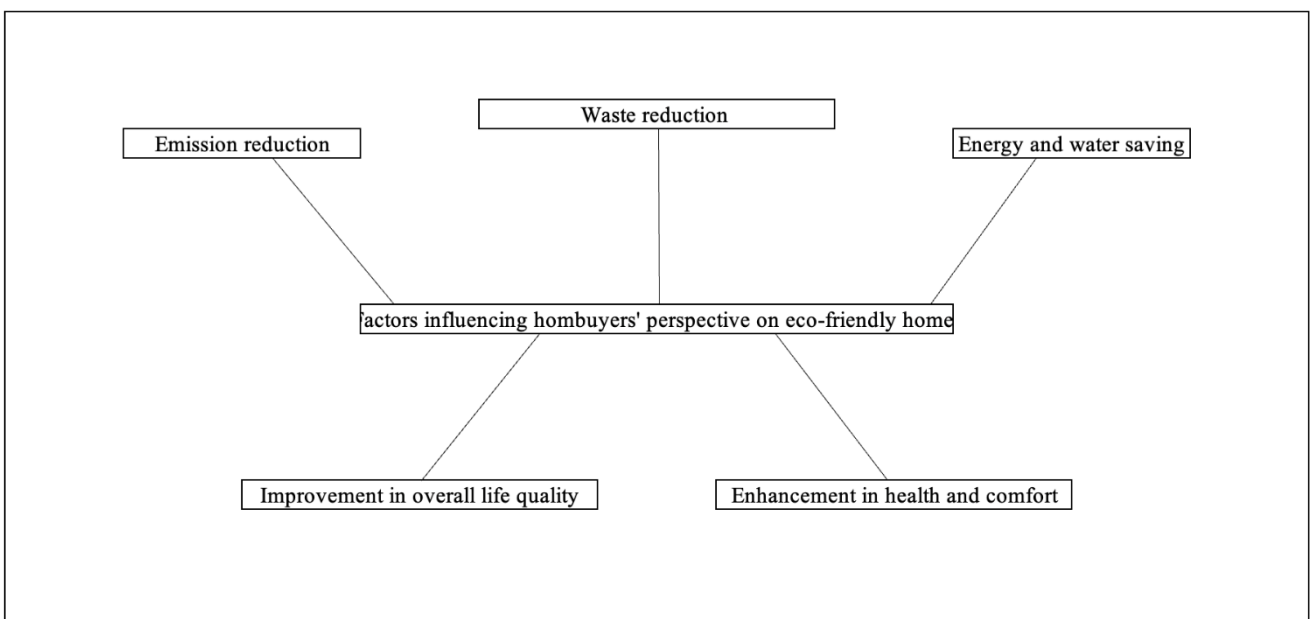 Waste reduction
Emission reduction
Energy and water saving
actors influencing hombuyers' perspective on eco-friendly home
Improvement in overall life quality
Enhancement in health and comfort